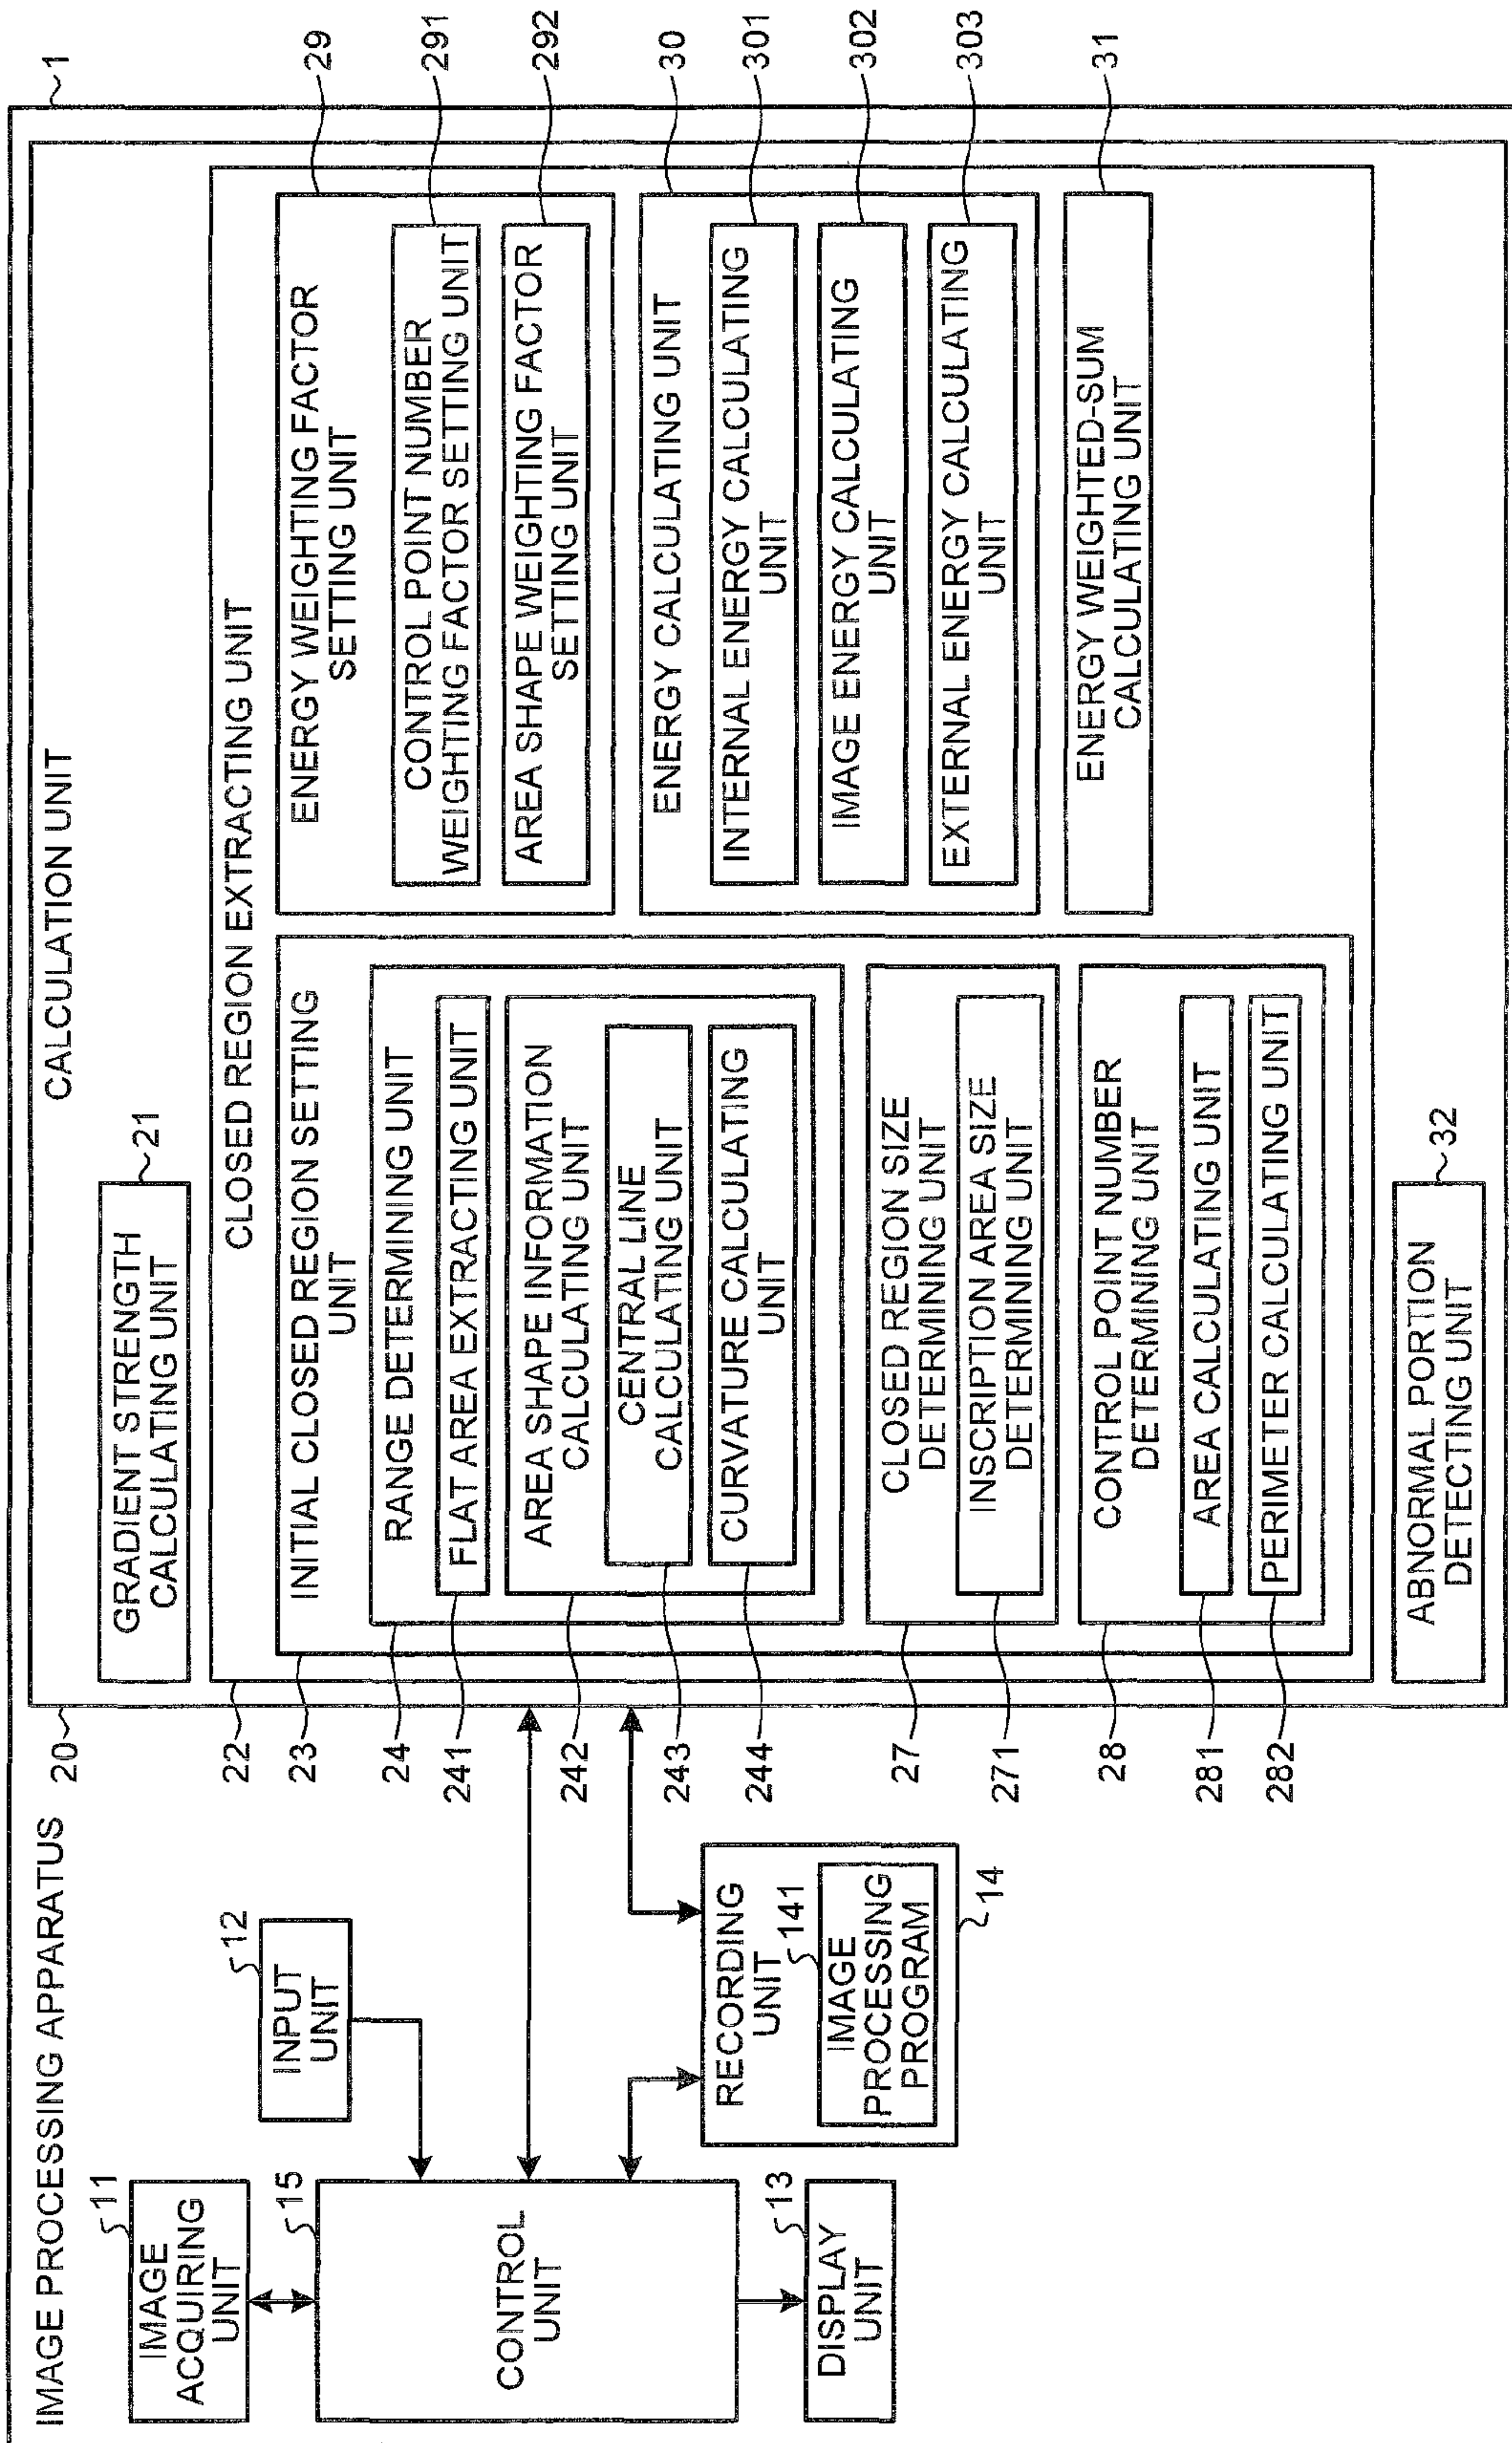 IMAGE PROCESSING APPARATUS
1
11
IMAGE
ACQUIRING
UNIT
12
INPUT
UNIT
15
CONTROL
UNIT
13
DISPLAY
UNIT
RECORDING
UNIT
141
IMAGE
PROCESSING
PROGRAM
14
20
CALCULATION UNIT
GRADIENT STRENGTH
CALCULATING UNIT
21
22
CLOSED REGION EXTRACTING UNIT
23
INITIAL CLOSED REGION SETTING
UNIT
24
RANGE DETERMINING UNIT
241
FLAT AREA EXTRACTING UNIT
242
AREA SHAPE INFORMATION
CALCULATING UNIT
243
CENTRAL LINE
CALCULATING UNIT
244
CURVATURE CALCULATING
UNIT
27
CLOSED REGION SIZE
DETERMINING UNIT
271
INSCRIPTION AREA SIZE
DETERMINING UNIT
28
CONTROL POINT NUMBER
DETERMINING UNIT
281
AREA CALCULATING UNIT
282
PERIMETER CALCULATING UNIT
ENERGY WEIGHTING FACTOR
SETTING UNIT
29
CONTROL POINT NUMBER
WEIGHTING FACTOR SETTING UNIT
291
AREA SHAPE WEIGHTING FACTOR
SETTING UNIT
292
ENERGY CALCULATING UNIT
30
INTERNAL ENERGY CALCULATING
UNIT
301
IMAGE ENERGY CALCULATING
UNIT
302
EXTERNAL ENERGY CALCULATING
UNIT
303
ENERGY WEIGHTED-SUM
CALCULATING UNIT
31
ABNORMAL PORTION
DETECTING UNIT
32